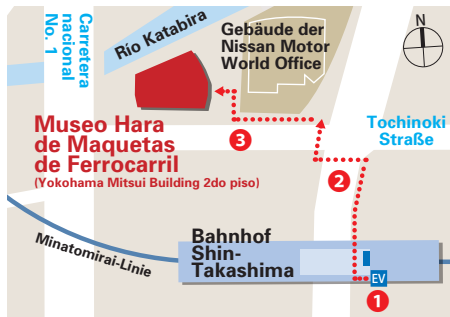 Carretera
nacional
No. 1
Río Katabira
Gebäude der
Nissan Motor
World Office
N
Museo Hara
de Maquetas
de Ferrocarril
(Yokohama Mitsui Building 2do piso)
3
Tochinoki
Straße
2
Minatomirai-Linie
Bahnhof
Shin-
Takashima
EV
1